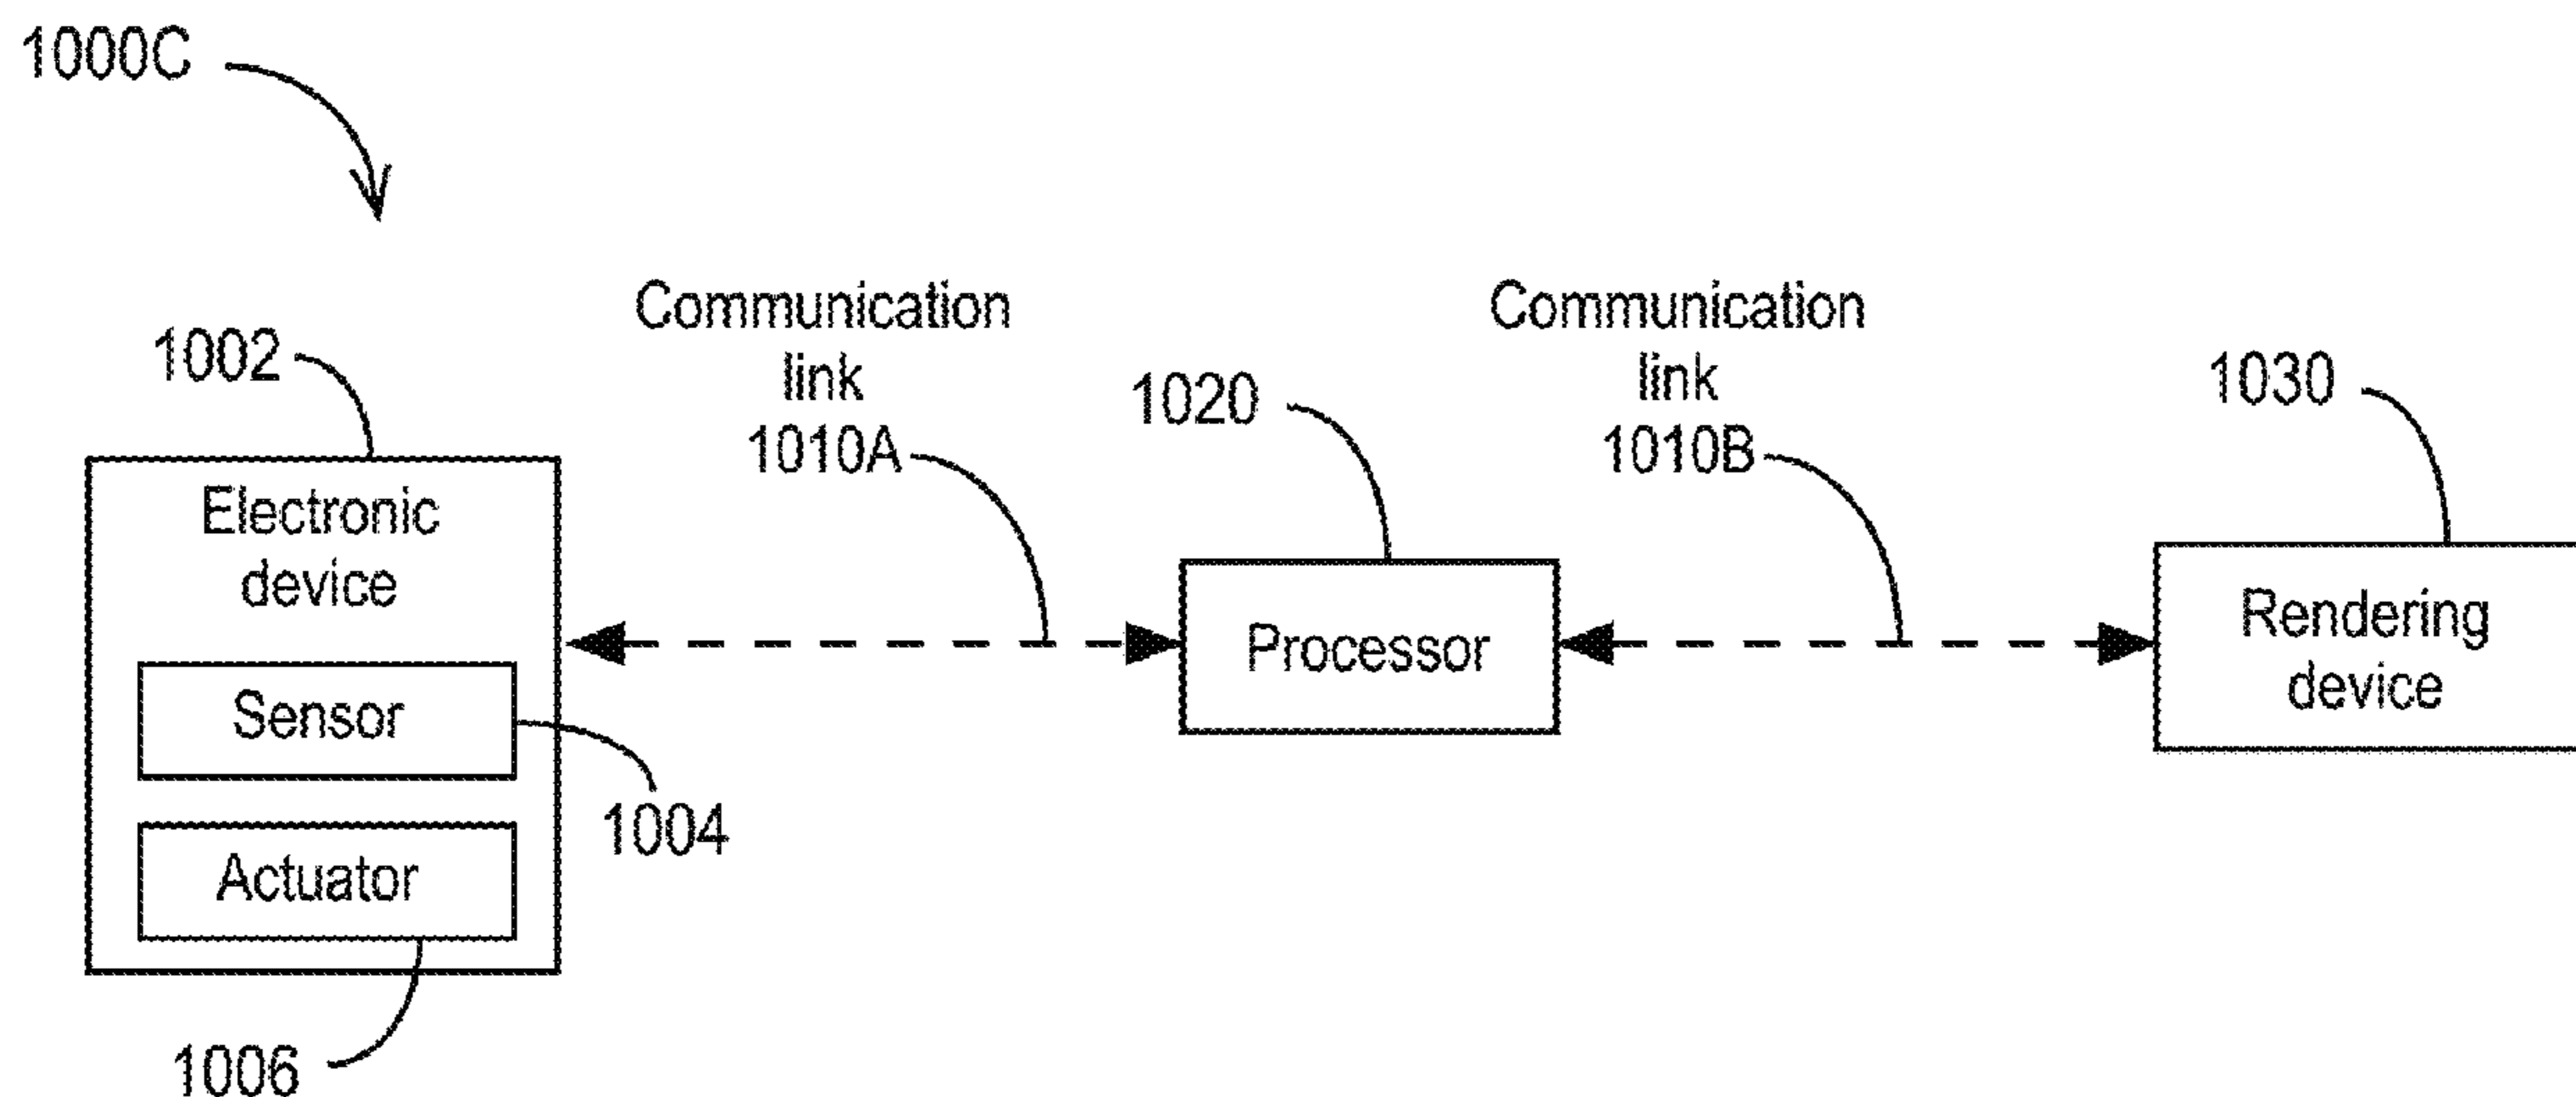 1000C
1002
Communication
link
1010A
1020
Communication
link
1010B
1030
Electronic
device
Sensor
1004
Actuator
1006
Processor
Rendering
device